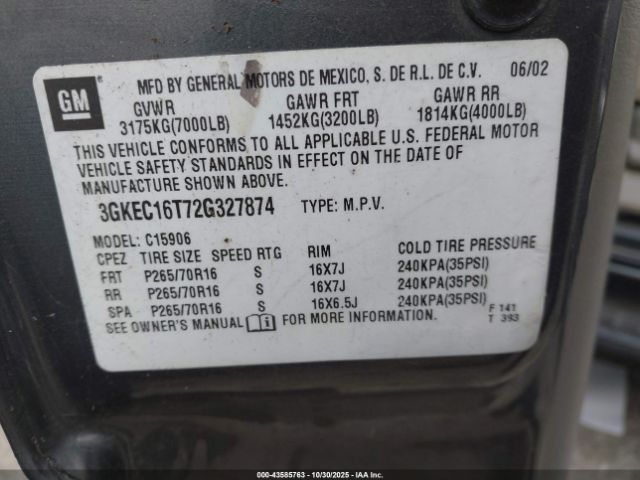 GM
MFD BY GENERAL MOTORS DE MEXICO, S. DE R.L. DE C.V. 06/02
GVWR GAWR FRT GAWR RR
3175KG(7000LB) 1452KG(3200LB) 1814KG(4000LB)
THIS VEHICLE CONFORMS TO ALL APPLICABLE U.S. FEDERAL MOTOR
VEHICLE SAFETY STANDARDS IN EFFECT ON THE DATE OF
MANUFACTURE SHOWN ABOVE.
3GKEC16T72G327874 TYPE: M.P.V.
MODEL: C15906
CPEZ TIRE SIZE SPEED RTG RIM COLD TIRE PRESSURE
FRT P265/70R16 S 16X7J 240KPA(35PSI)
RR P265/70R16 S 16X7J 240KPA(35PSI)
SPA P265/70R16 S 16X6.5J 240KPA(35PSI)
SEE OWNER'S MANUAL FOR MORE INFORMATION.
F 141
T 393
000-43585763 - 10/30/2025 - IAAI.com